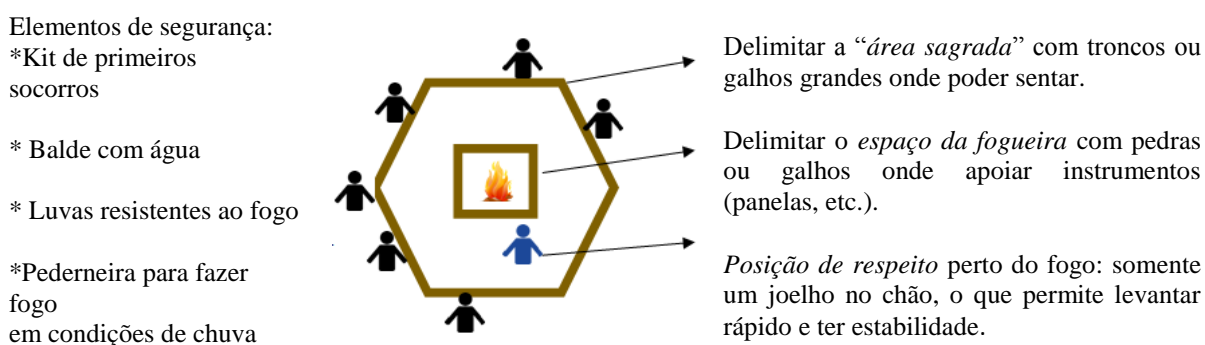 Elementos de segurança:
*Kit de primeiros
socorros
* Balde com água
* Luvas resistentes ao fogo
*Pederneira para fazer
fogo
em condições de chuva
Delimitar a “área sagrada” com troncos ou
galhos grandes onde poder sentar.
Delimitar o espaço da fogueira com pedras
ou galhos onde apoiar instrumentos
(panelas, etc.).
Posição de respeito perto do fogo: somente
um joelho no chão, o que permite levantar
rápido e ter estabilidade.